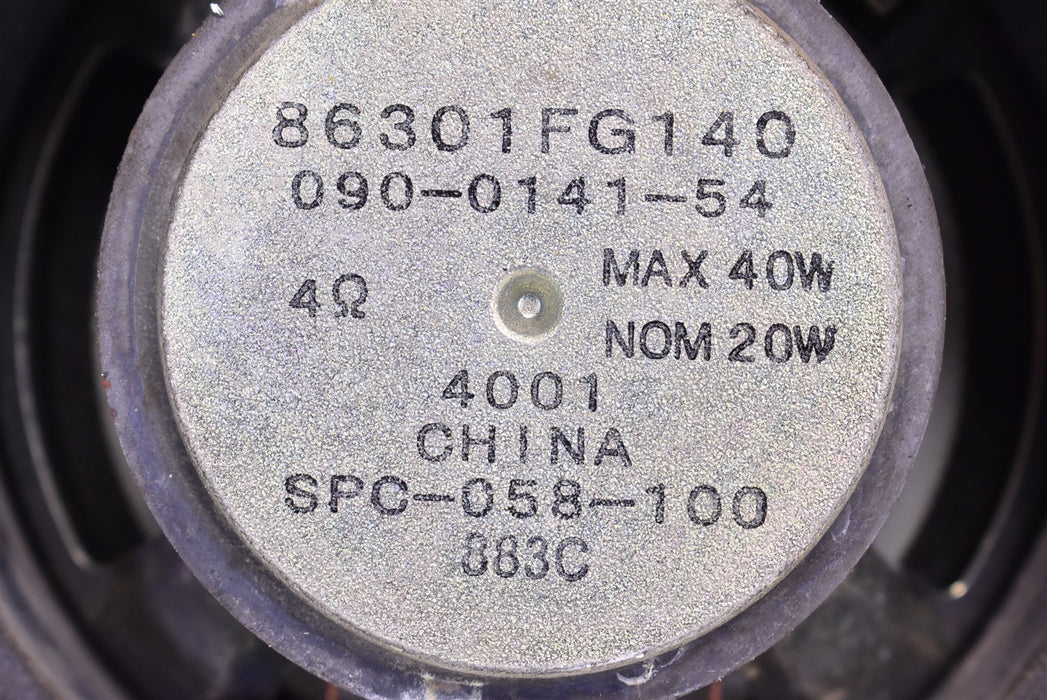 86301FG140
090-0141-54
4Ω MAX 40W
NOM 20W
4001
CHINA
SPC-058-100
883C